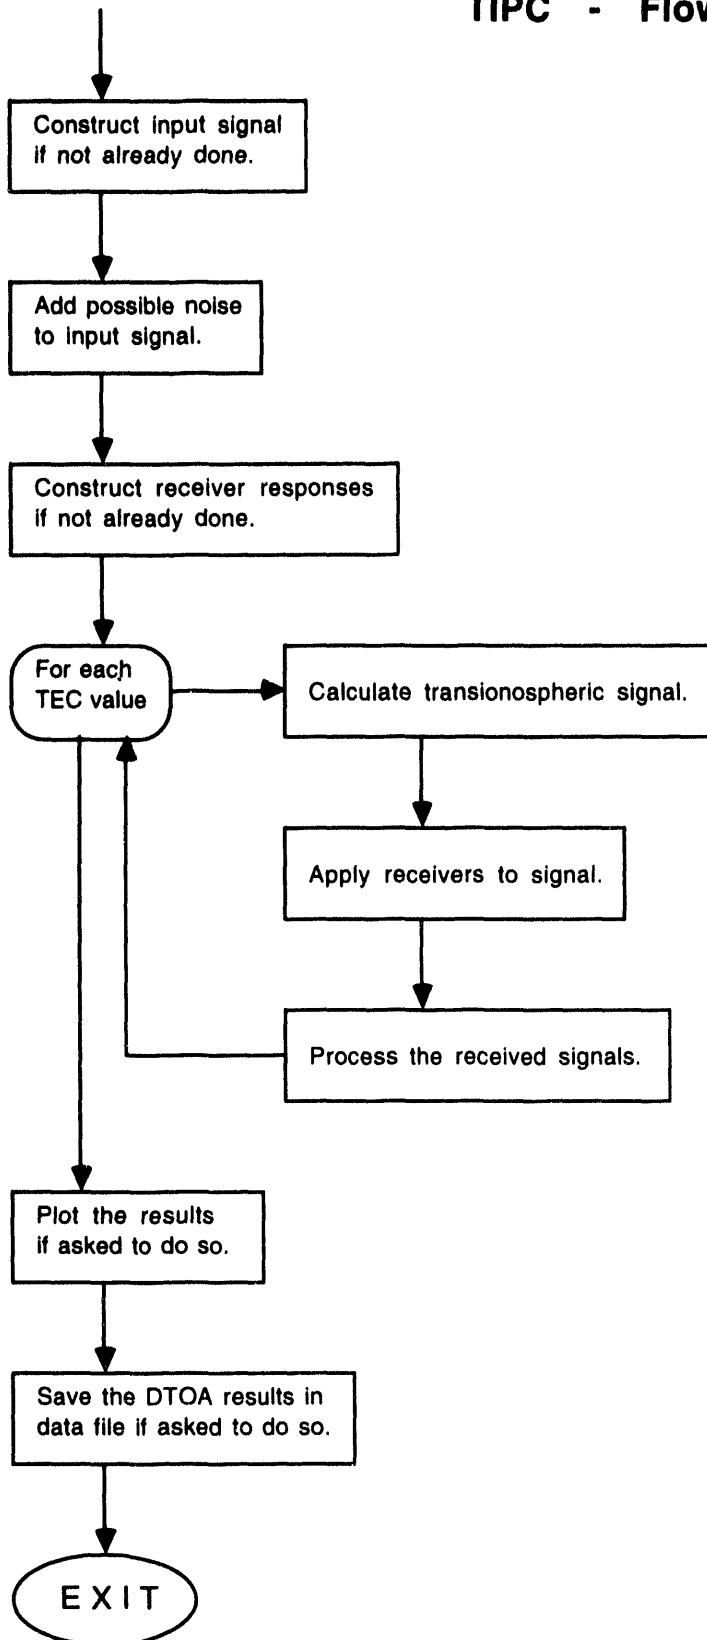 TIPC - Flow
Construct input signal
if not already done.
Add possible noise
to input signal.
Construct receiver responses
if not already done.
For each
TEC value
Calculate transionospheric signal.
Apply receivers to signal.
Process the received signals.
Plot the results
if asked to do so.
Save the DTOA results in
data file if asked to do so.
EXIT